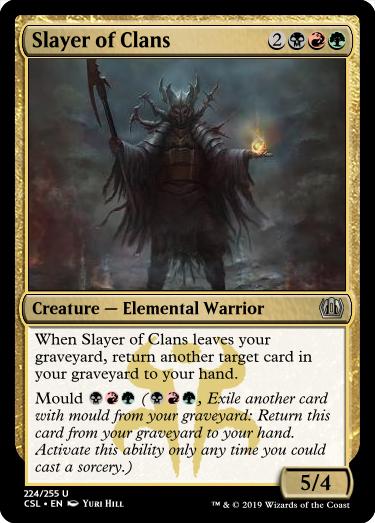 Slayer of Clans 2
Creature — Elemental Warrior
When Slayer of Clans leaves your
graveyard, return another target card in
your graveyard to your hand.
Mould (, Exile another card
with mould from your graveyard: Return this
card from your graveyard to your hand.
Activate this ability only any time you could
cast a sorcery.)
5/4
224/255 U
CSL • EN YURI HILL
™ & © 2019 Wizards of the Coast